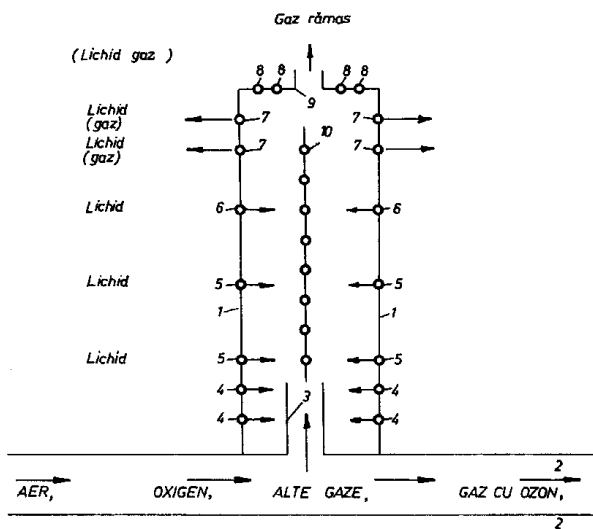 Gaz rămas
(Lichid gaz)
8 8 8 8
9
Lichid
(gaz)
7 7
10
Lichid
(gaz)
7 7
Lichid
6 6
Lichid
5 5
1 1
Lichid
5 5
4 3 4
4 4
2
AER, OXIGEN, ALTE GAZE, GAZ CU OZON,
2